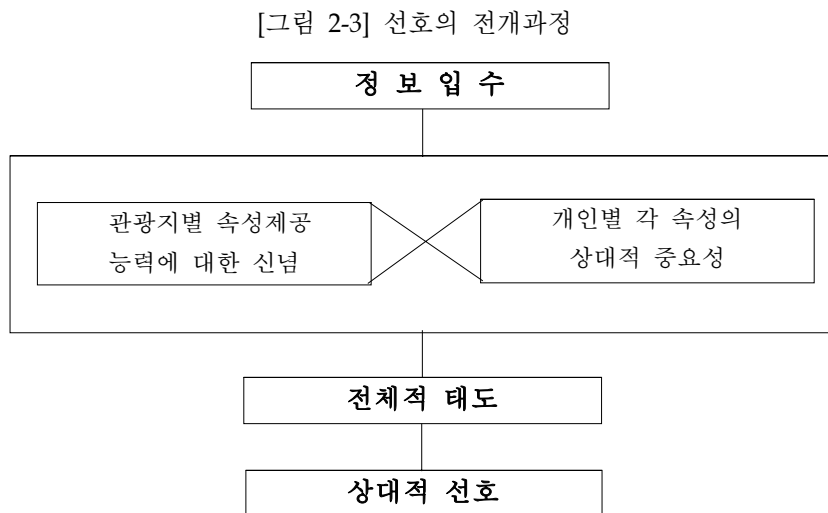 [그림 2-3] 선호의 전개과정
정 보 입 수
관광지별 속성제공
능력에 대한 신념
개인별 각 속성의
상대적 중요성
전체적 태도
상대적 선호